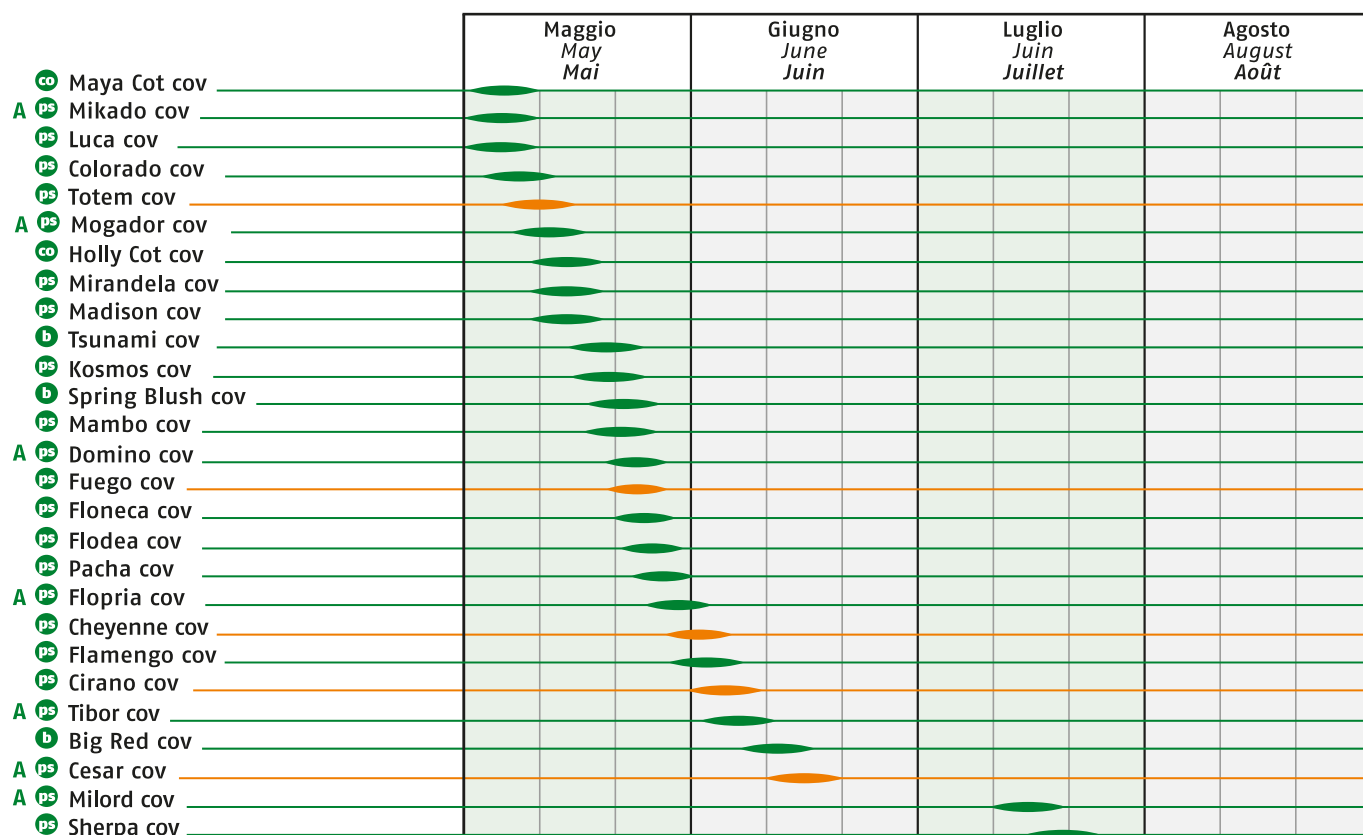 Maggio
May
Mai
Giugno
June
Juin
Luglio
Juin
Juillet
Agosto
August
Août
co Maya Cot cov
A ps Mikado cov
ps Luca cov
ps Colorado cov
ps Totem cov
A ps Mogador cov
co Holly Cot cov
ps Mirandela cov
ps Madison cov
b Tsunami cov
ps Kosmos cov
b Spring Blush cov
ps Mambo cov
A ps Domino cov
ps Fuego cov
ps Floneca cov
ps Flodea cov
ps Pacha cov
A ps Flopria cov
ps Cheyenne cov
ps Flamengo cov
ps Cirano cov
A ps Tibor cov
b Big Red cov
A ps Cesar cov
A ps Milord cov
ps Sherpa cov